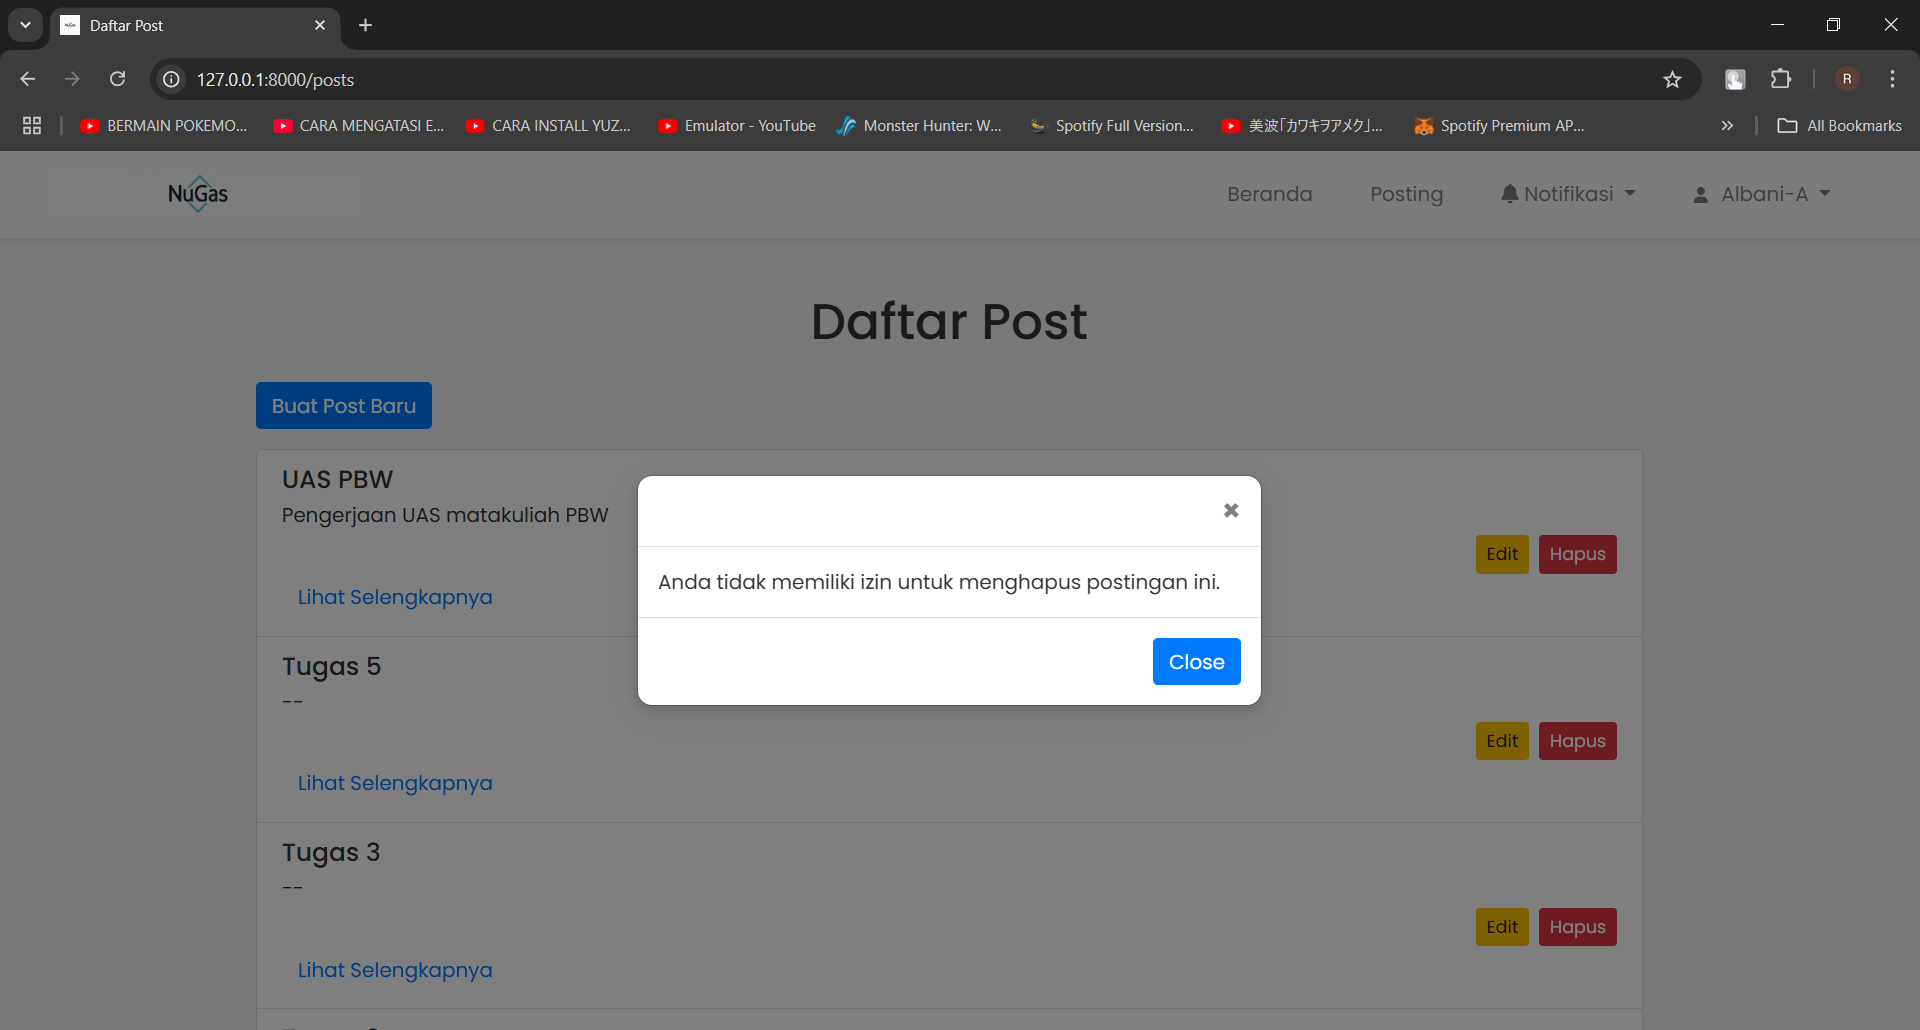 Daftar Post
127.0.0.1:8000/posts
R
BERMAIN POKEMO...
CARA MENGATASI E...
CARA INSTALL YUZ...
Emulator - YouTube
Monster Hunter: W...
Spotify Full Version...
美波「カワキヲアメク」...
Spotify Premium AP...
All Bookmarks
NuGas
Beranda
Posting
Notifikasi
Albani-A
Daftar Post
Buat Post Baru
UAS PBW
Pengerjaan UAS matakuliah PBW
Edit
Hapus
Lihat Selengkapnya
Anda tidak memiliki izin untuk menghapus postingan ini.
Close
Tugas 5
--
Edit
Hapus
Lihat Selengkapnya
Tugas 3
--
Edit
Hapus
Lihat Selengkapnya